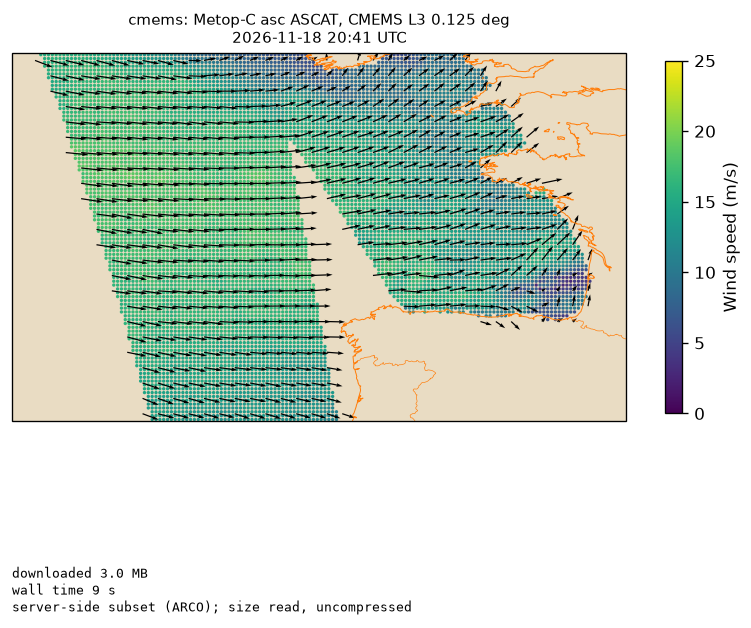 cmems: Metop-C asc ASCAT, CMEMS L3 0.125 deg
2026-11-18 20:41 UTC
25
20
15
10
5
0
Wind speed (m/s)
downloaded 3.0 MB
wall time 9 s
server-side subset (ARCO); size read, uncompressed